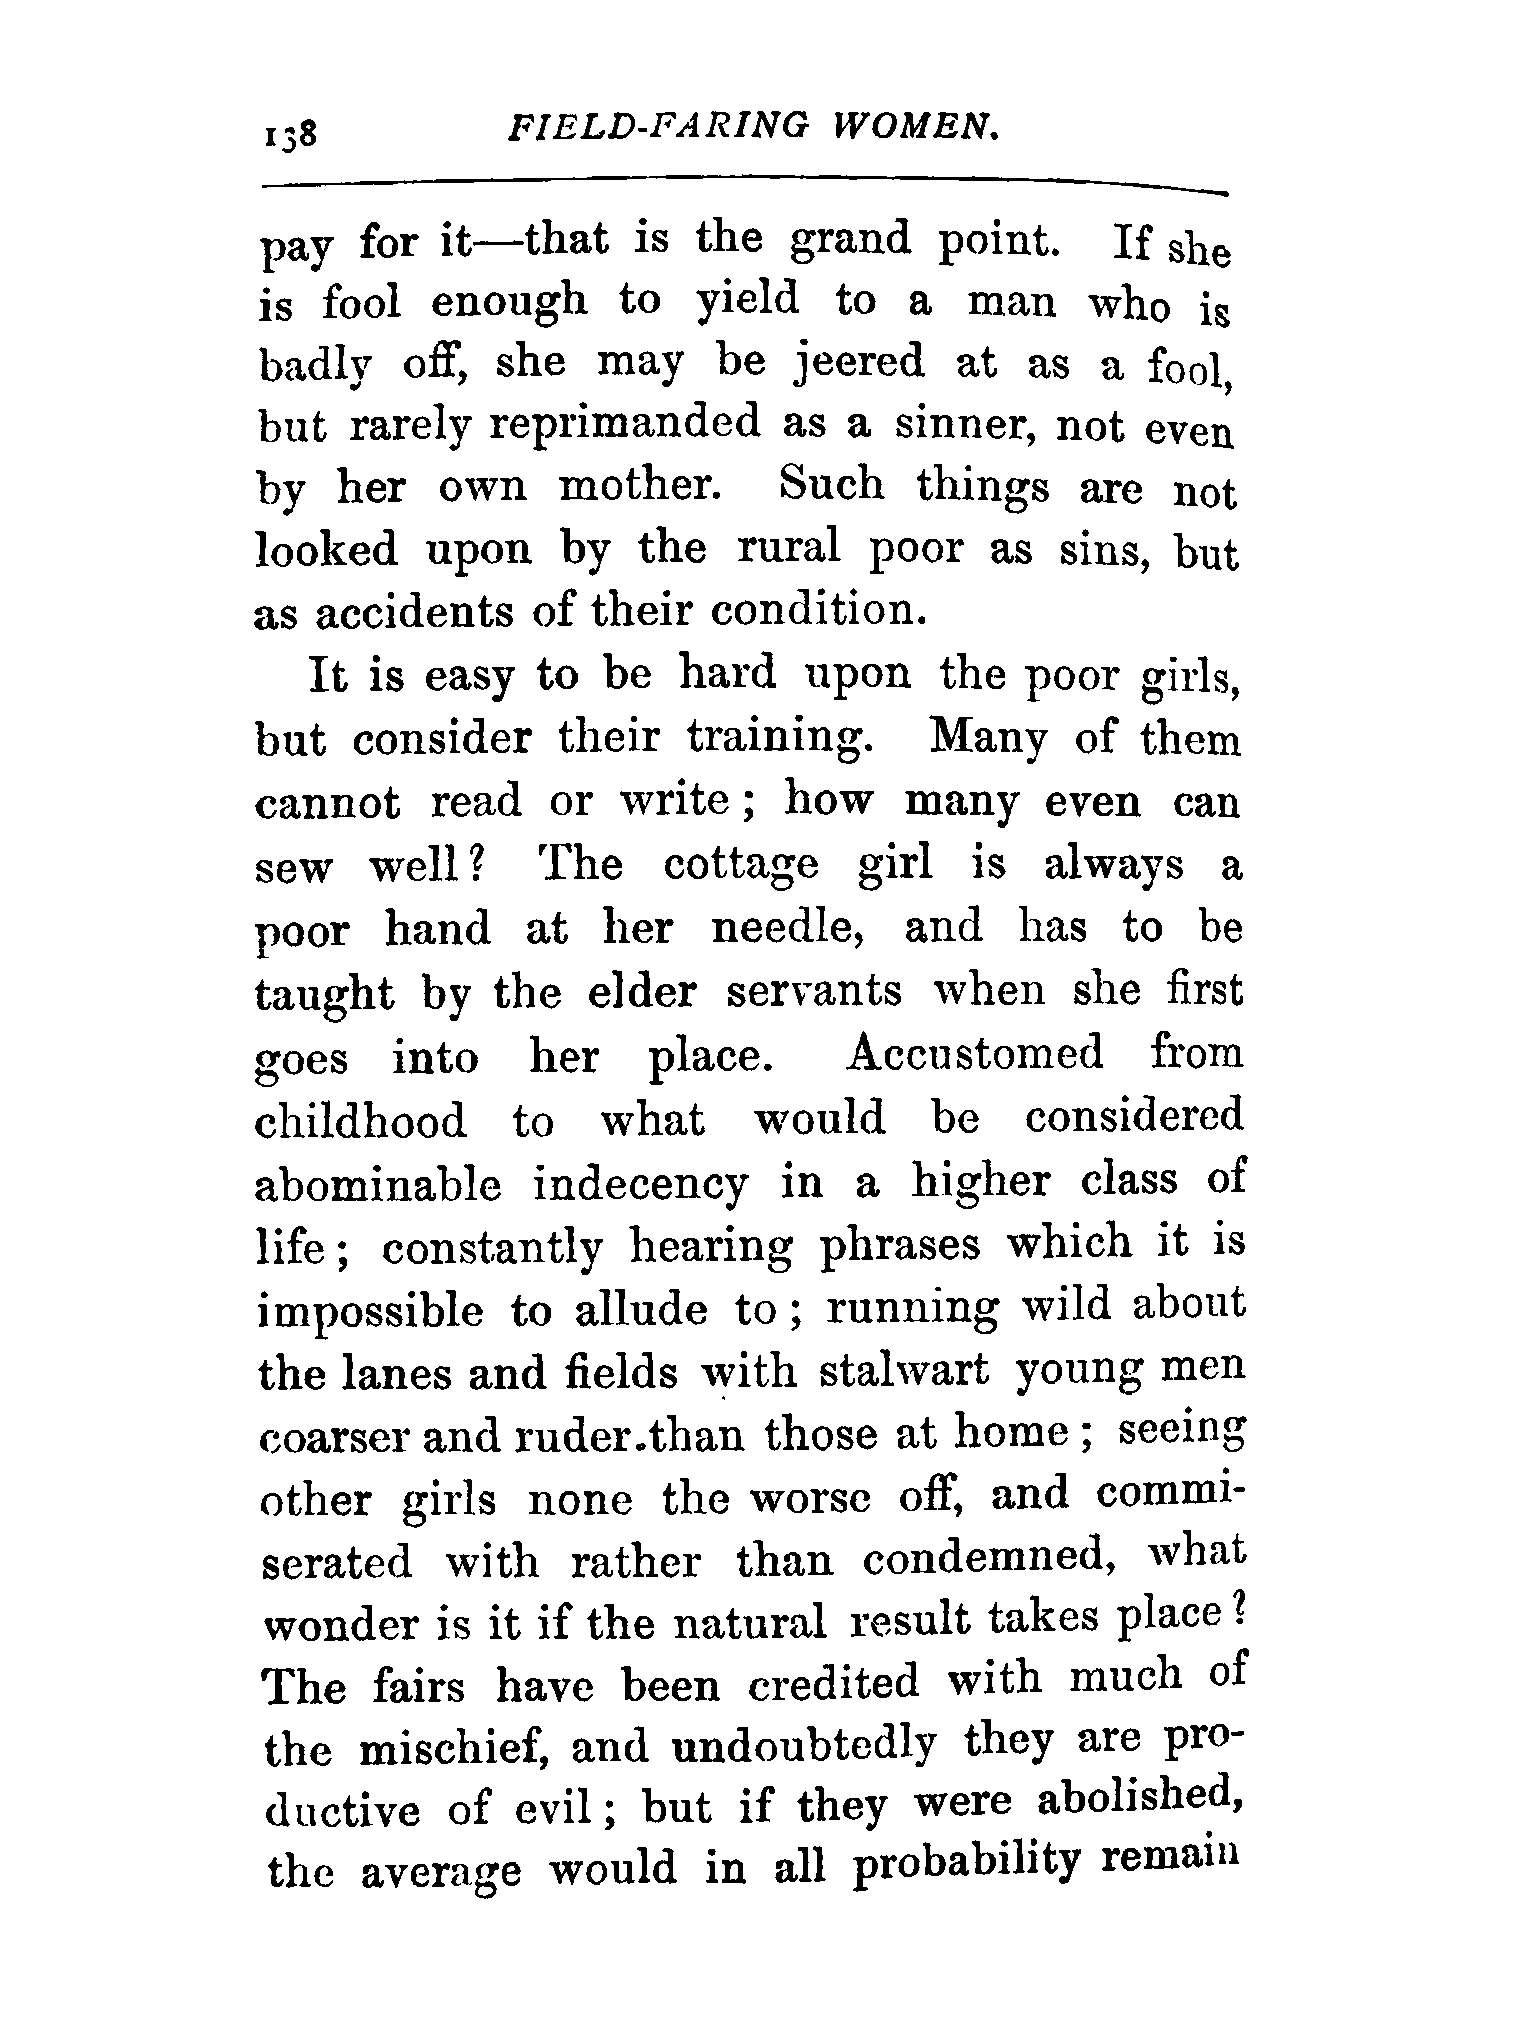 138 FIELD-FARING WOMEN.
pay for it—that is the grand point. If she
is fool enough to yield to a man who is
badly off, she may be jeered at as a fool,
but rarely reprimanded as a sinner, not even
by her own mother. Such things are not
looked upon by the rural poor as sins, but
as accidents of their condition.
It is easy to be hard upon the poor girls,
but consider their training. Many of them
cannot read or write; how many even can
sew well? The cottage girl is always a
poor hand at her needle, and has to be
taught by the elder servants when she first
goes into her place. Accustomed from
childhood to what would be considered
abominable indecency in a higher class of
life; constantly hearing phrases which it is
impossible to allude to; running wild about
the lanes and fields with stalwart young men
coarser and ruder.than those at home; seeing
other girls none the worse off, and commi-
serated with rather than condemned, what
wonder is it if the natural result takes place?
The fairs have been credited with much of
the mischief, and undoubtedly they are pro-
ductive of evil; but if they were abolished,
the average would in all probability remain